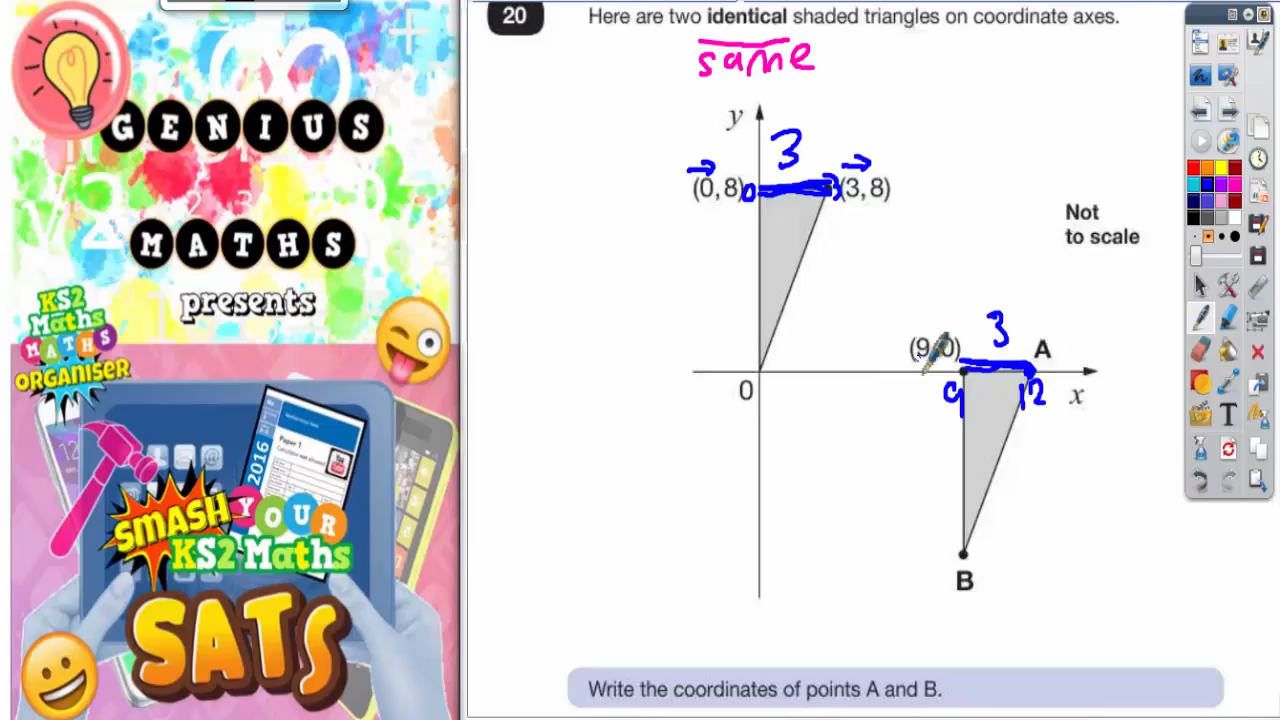 GENIUS
MATHS
presents
KS2
Maths
MATHS
ORGANISER
2016
Paper 1
SMASH YOUR
KS2 Maths
SATS
20 Here are two identical shaded triangles on coordinate axes.
same
y
3
(0, 8) 0 (3, 8)
Not
to scale
3
(9, 0) A
0 9 12 x
B
Write the coordinates of points A and B.
T